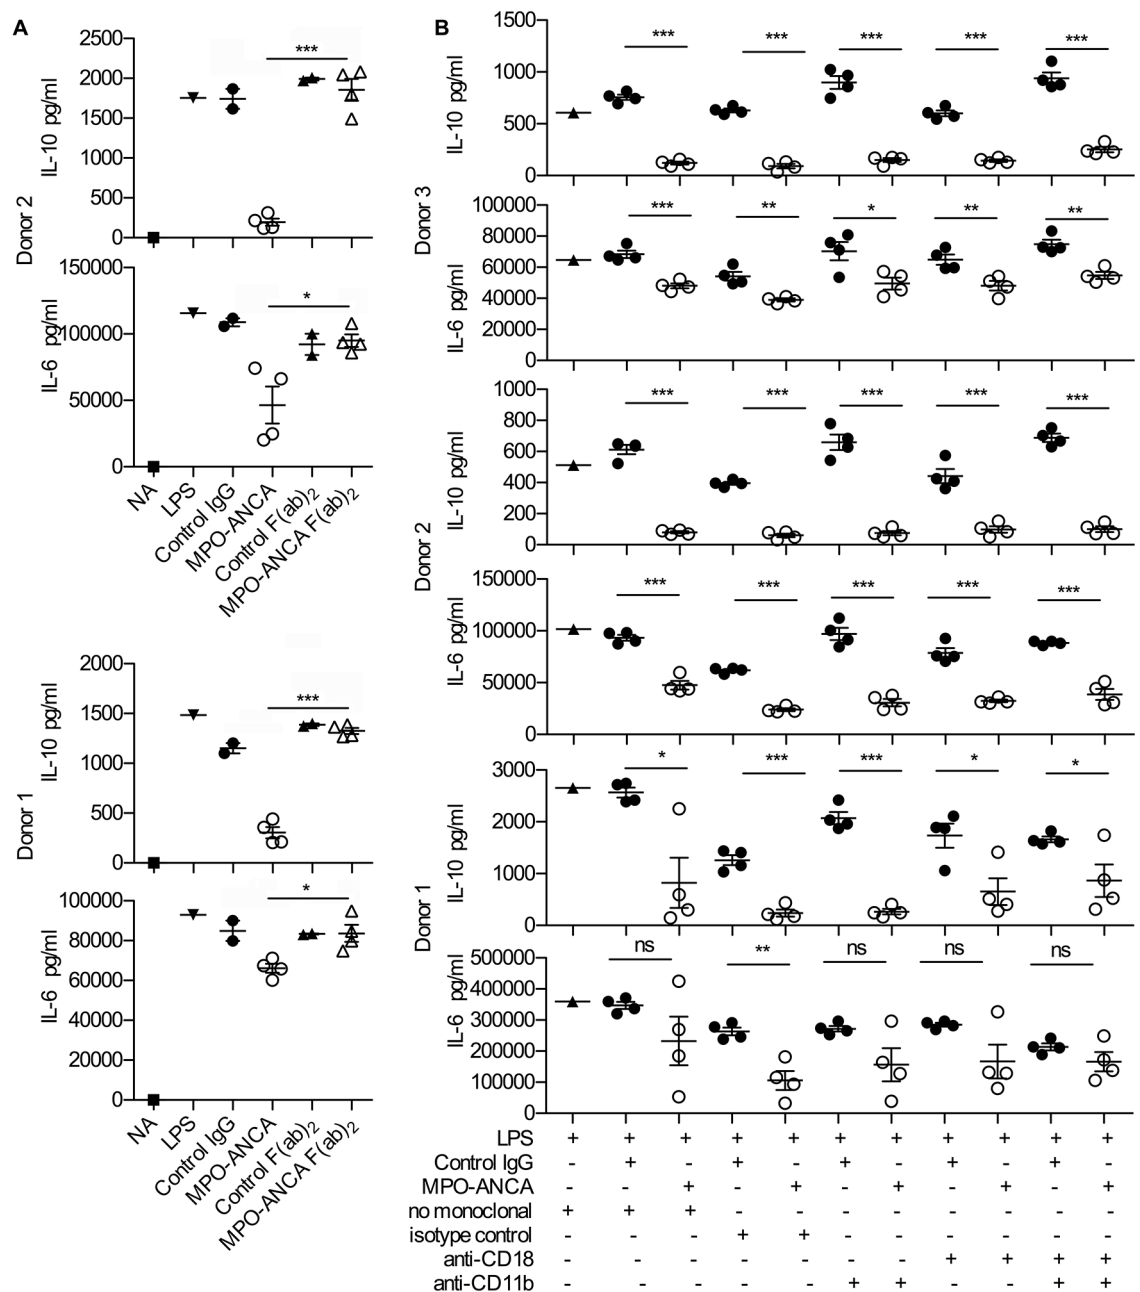 A
Donor 2
IL-10 pg/ml
2500
2000
1500
1000
500
0
***
IL-6 pg/ml
150000
100000
50000
0
*
NA
LPS
Control IgG
MPO-ANCA
Control F(ab)2
MPO-ANCA F(ab)2
Donor 1
IL-10 pg/ml
2000
1500
1000
500
0
***
IL-6 pg/ml
100000
80000
60000
40000
20000
0
*
NA
LPS
Control IgG
MPO-ANCA
Control F(ab)2
MPO-ANCA F(ab)2
B
Donor 3
IL-10 pg/ml
1500
1000
500
0
*** *** *** *** ***
IL-6 pg/ml
100000
80000
60000
40000
20000
0
*** ** * ** **
Donor 2
IL-10 pg/ml
1000
800
600
400
200
0
*** *** *** *** ***
IL-6 pg/ml
150000
100000
50000
0
*** *** *** *** ***
Donor 1
IL-10 pg/ml
3000
2000
1000
0
* *** *** * *
IL-6 pg/ml
500000
400000
300000
200000
100000
0
ns ** ns ns ns
LPS + + + + + + + + + + +
Control IgG - + - + - + - + - + -
MPO-ANCA - - + - + - + - + - +
no monoclonal + + + - - - - - - - -
isotype control - - - + + - - - - - -
anti-CD18 - - - - - - - + + + +
anti-CD11b - - - - - + + - - + +